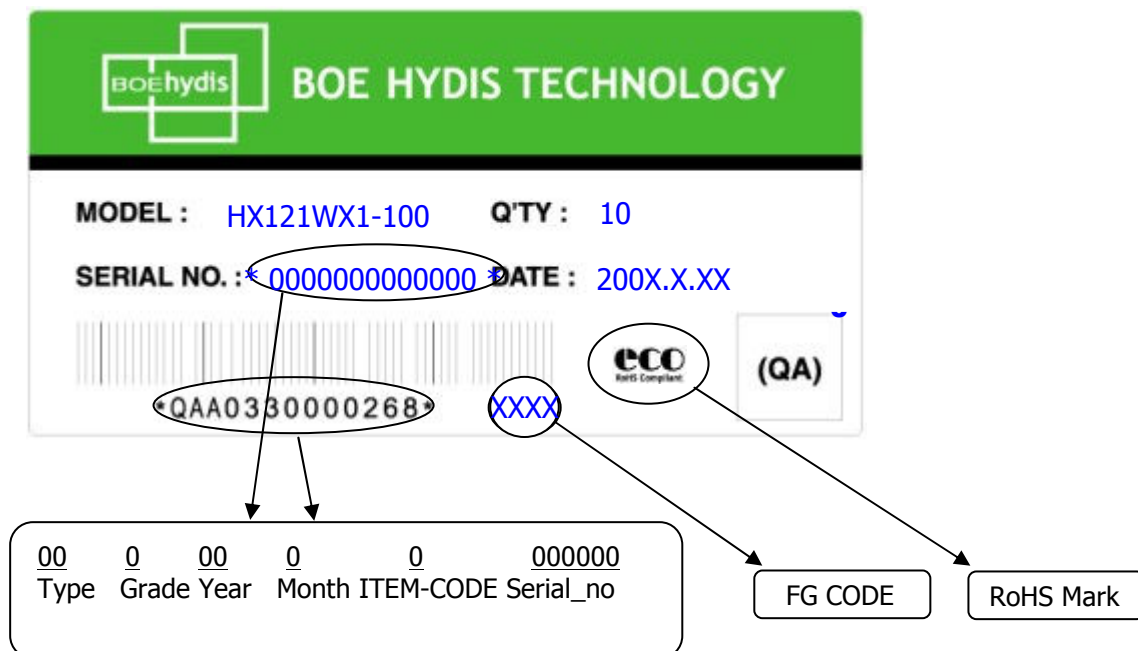 BOEhydis BOE HYDIS TECHNOLOGY
MODEL : HX121WX1-100 Q'TY : 10
SERIAL NO. : * 0000000000000 * DATE : 200X.X.XX
eco
RoHS Compliant
(QA)
*QAA0330000268* XXXX
00 0 00 0 0 000000
Type Grade Year Month ITEM-CODE Serial_no
FG CODE RoHS Mark